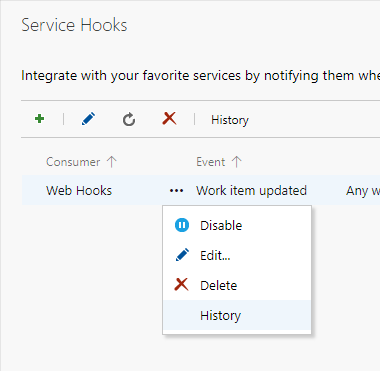 Service Hooks
Integrate with your favorite services by notifying them whe
History
Consumer Event
Web Hooks Work item updated Any w
Disable
Edit...
Delete
History